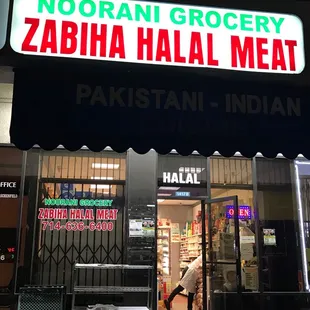 NOORANI GROCERY
ZABIHA HALAL MEAT
PAKISTANI - INDIAN
OFFICE
NOORANI GROCERY
ZABIHA HALAL MEAT
714-636-6400
HALAL
OPEN